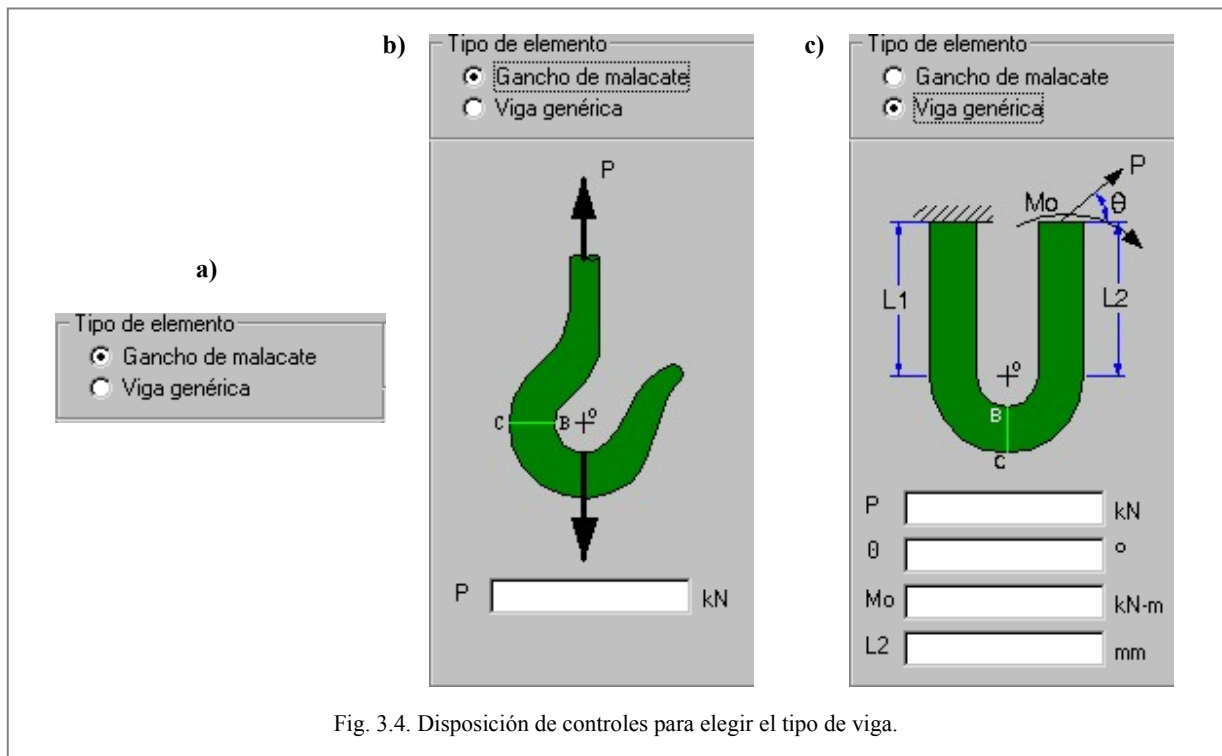 a)
Tipo de elemento
Gancho de malacate
Viga genérica
b)
Tipo de elemento
Gancho de malacate
Viga genérica
P
C
B
o
P
kN
c)
Tipo de elemento
Gancho de malacate
Viga genérica
P
Mo
θ
L1
L2
o
B
C
P
kN
θ
º
Mo
kN-m
L2
mm
Fig. 3.4. Disposición de controles para elegir el tipo de viga.